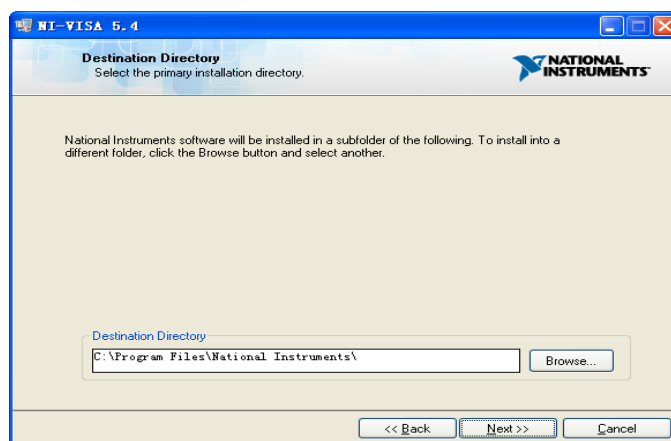 NI-VISA 5.4
Destination Directory
Select the primary installation directory.
NATIONAL
INSTRUMENTS
National Instruments software will be installed in a subfolder of the following. To install into a
different folder, click the Browse button and select another.
Destination Directory
C:\Program Files\National Instruments\
Browse...
<< Back
Next >>
Cancel